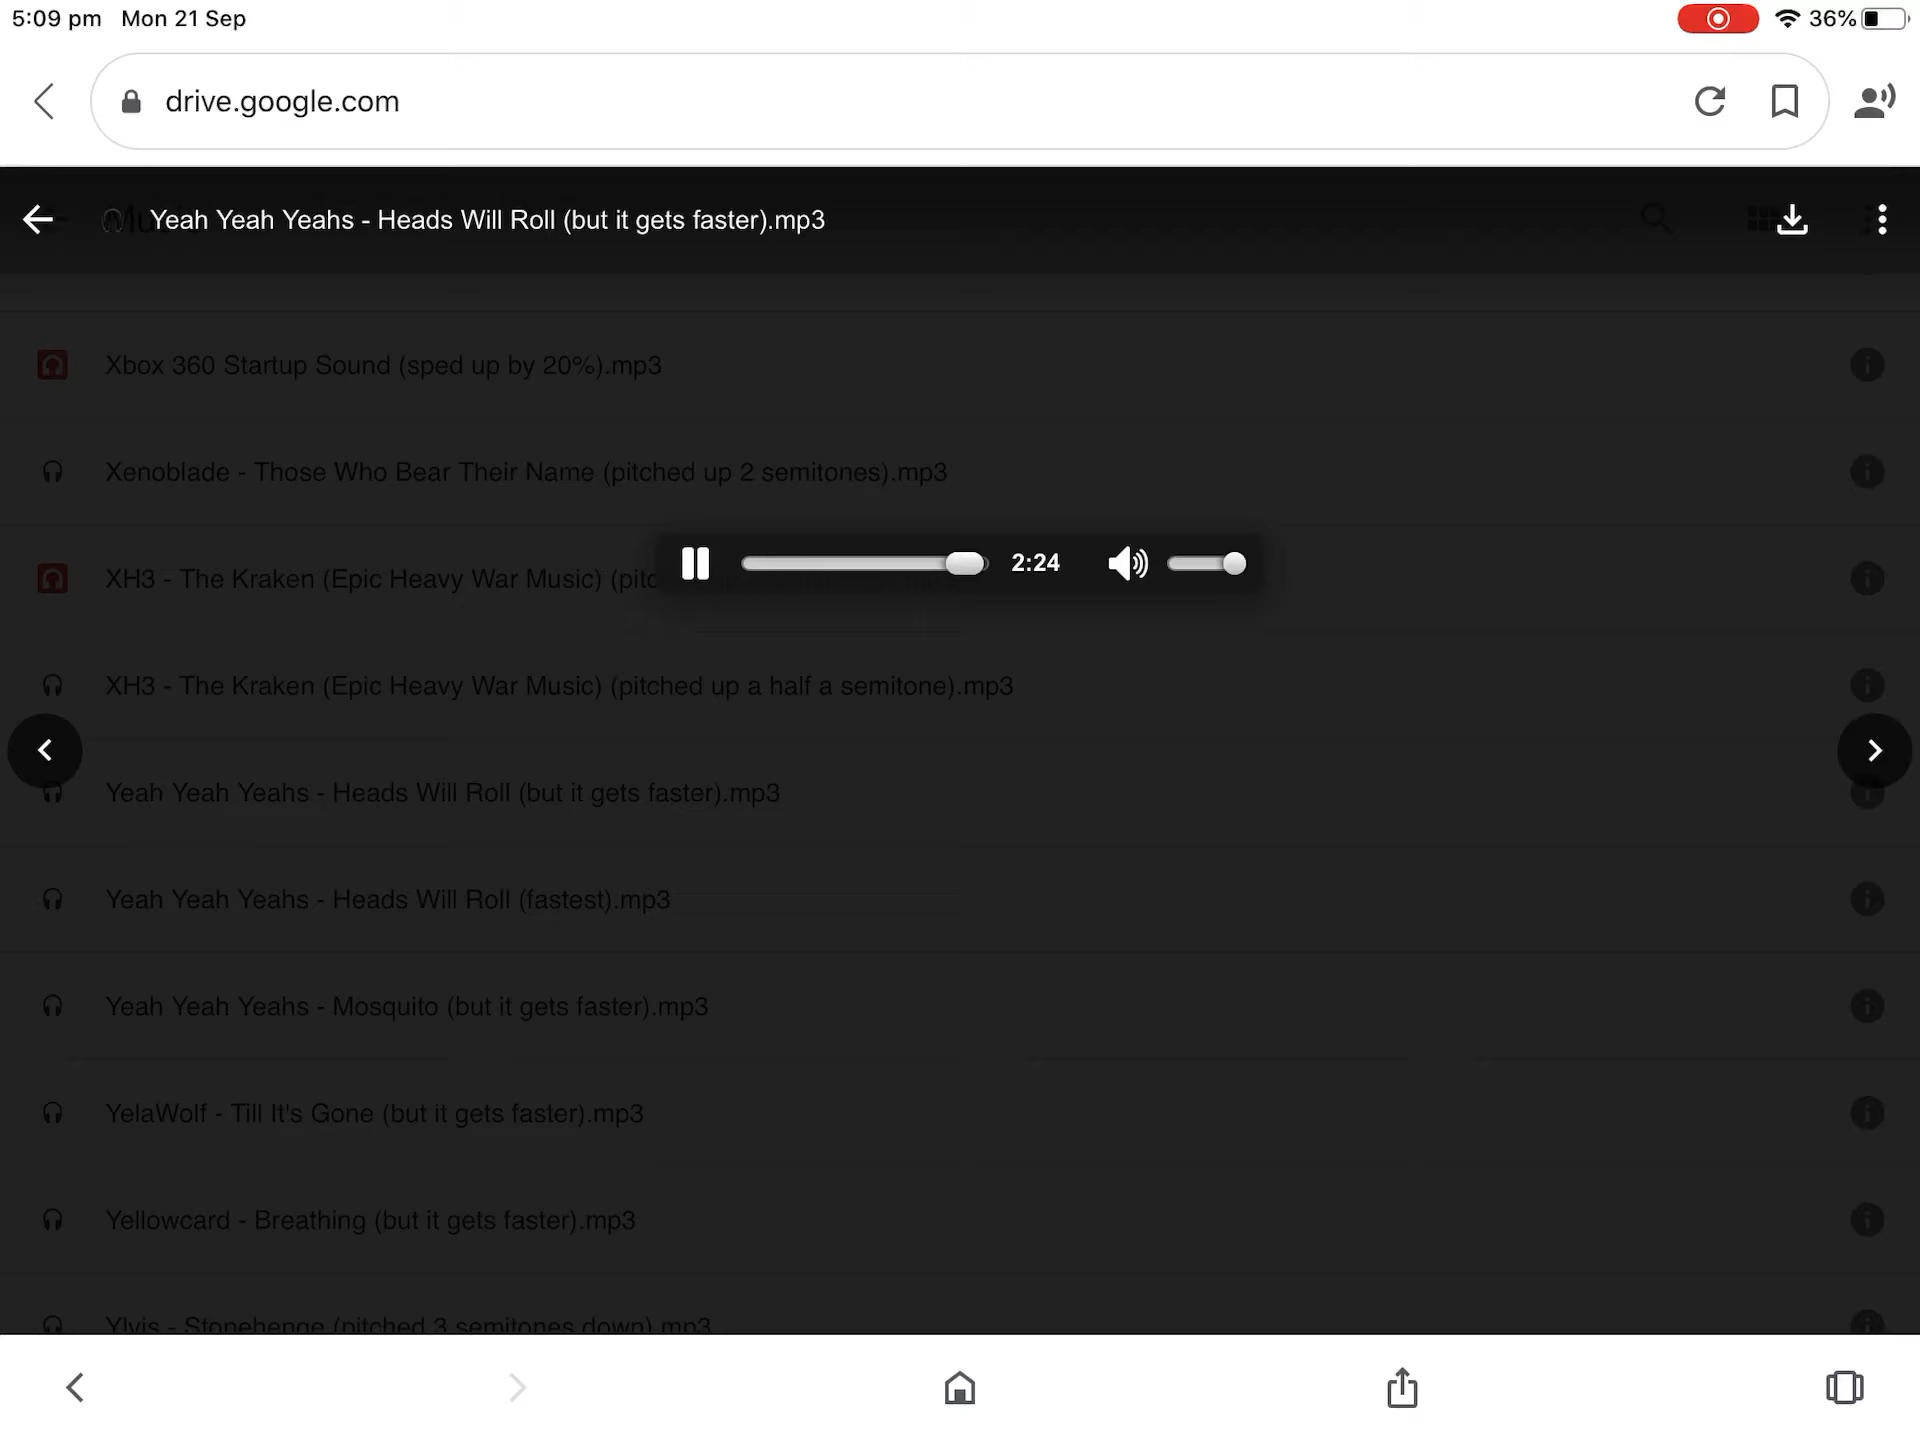 5:09 pm Mon 21 Sep
36%
drive.google.com
Yeah Yeah Yeahs - Heads Will Roll (but it gets faster).mp3
Xbox 360 Startup Sound (sped up by 20%).mp3
Xenoblade - Those Who Bear Their Name (pitched up 2 semitones).mp3
2:24
XH3 - The Kraken (Epic Heavy War Music) (pitc
XH3 - The Kraken (Epic Heavy War Music) (pitched up a half a semitone).mp3
Yeah Yeah Yeahs - Heads Will Roll (but it gets faster).mp3
Yeah Yeah Yeahs - Heads Will Roll (fastest).mp3
Yeah Yeah Yeahs - Mosquito (but it gets faster).mp3
YelaWolf - Till It's Gone (but it gets faster).mp3
Yellowcard - Breathing (but it gets faster).mp3
Ylvis - Stonehenge (pitched 3 semitones down).mp3